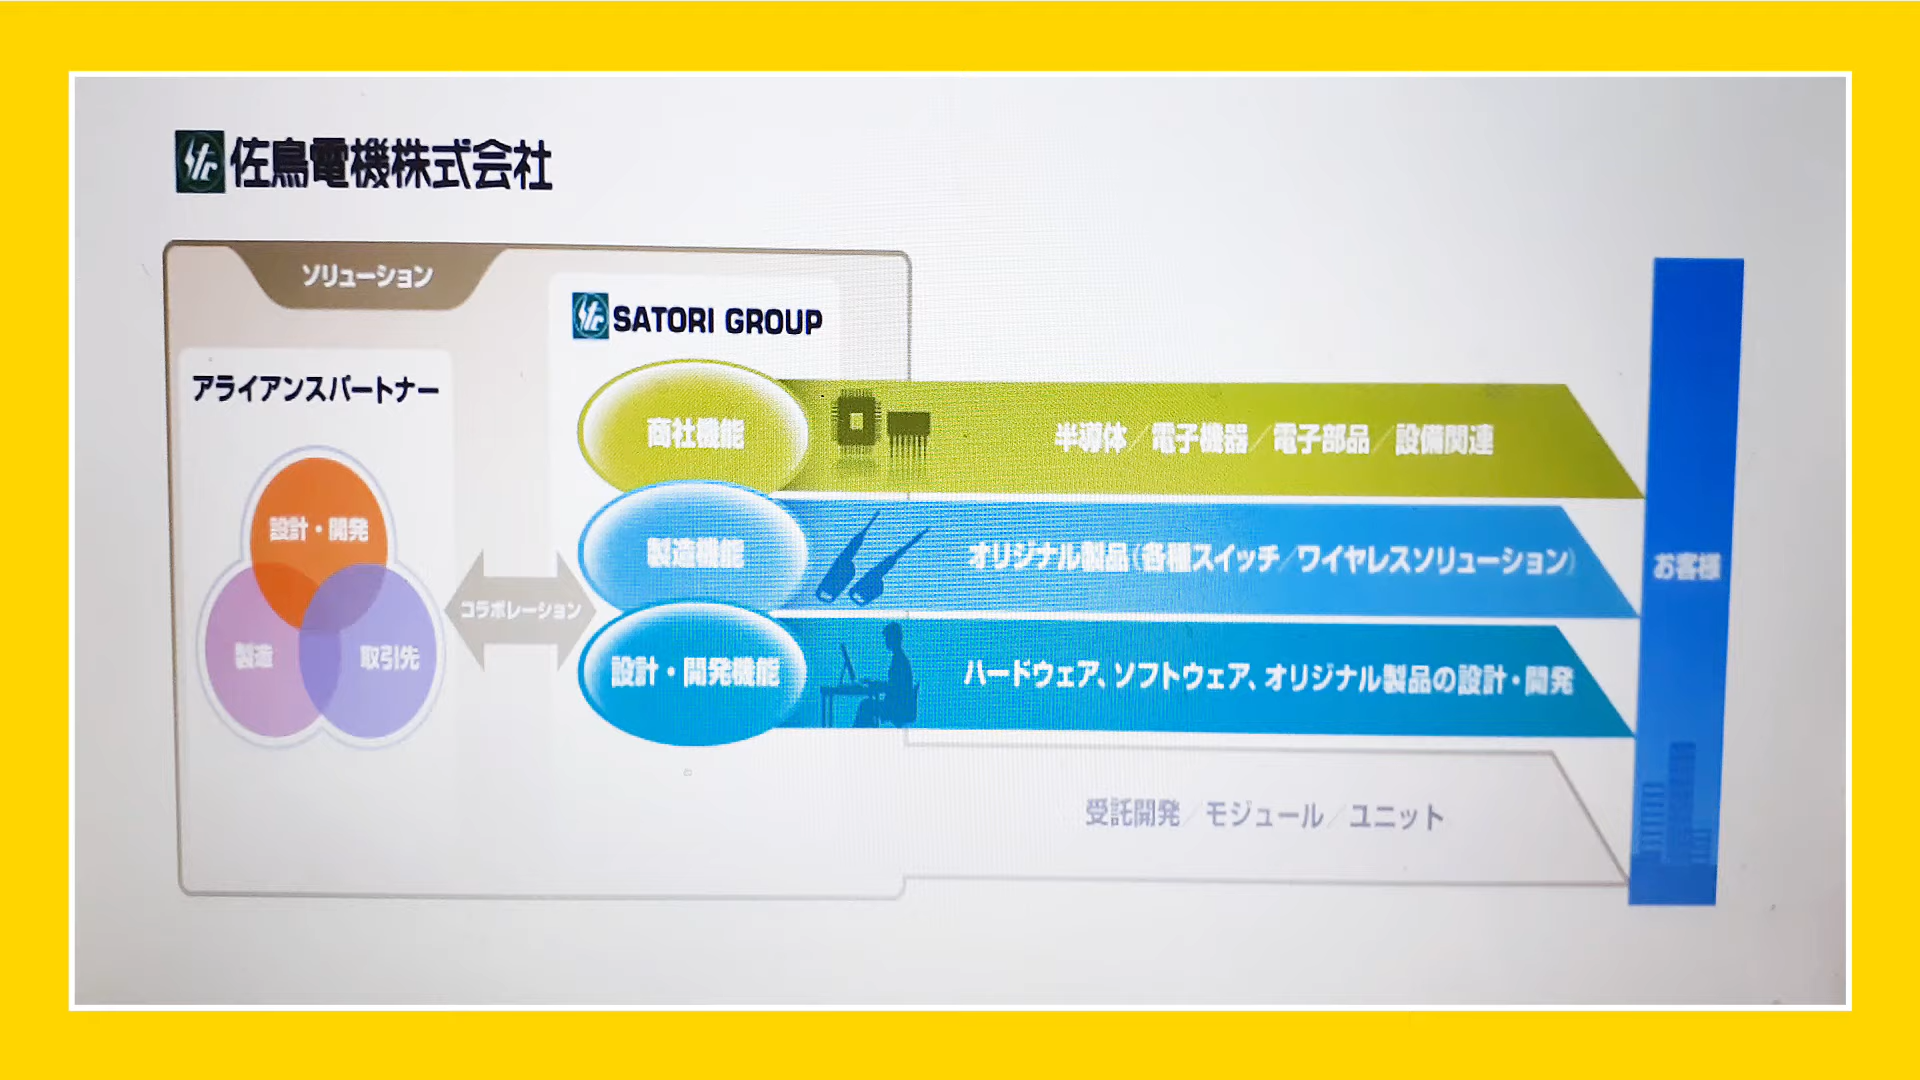 佐鳥電機株式会社
ソリューション
SATORI GROUP
アライアンスパートナー
設計・開発
製造
取引先
コラボレーション
商社機能
半導体/電子機器/電子部品/設備関連
製造機能
オリジナル製品(各種スイッチ/ワイヤレスソリューション)
設計・開発機能
ハードウェア、ソフトウェア、オリジナル製品の設計・開発
受託開発/モジュール/ユニット
お客様